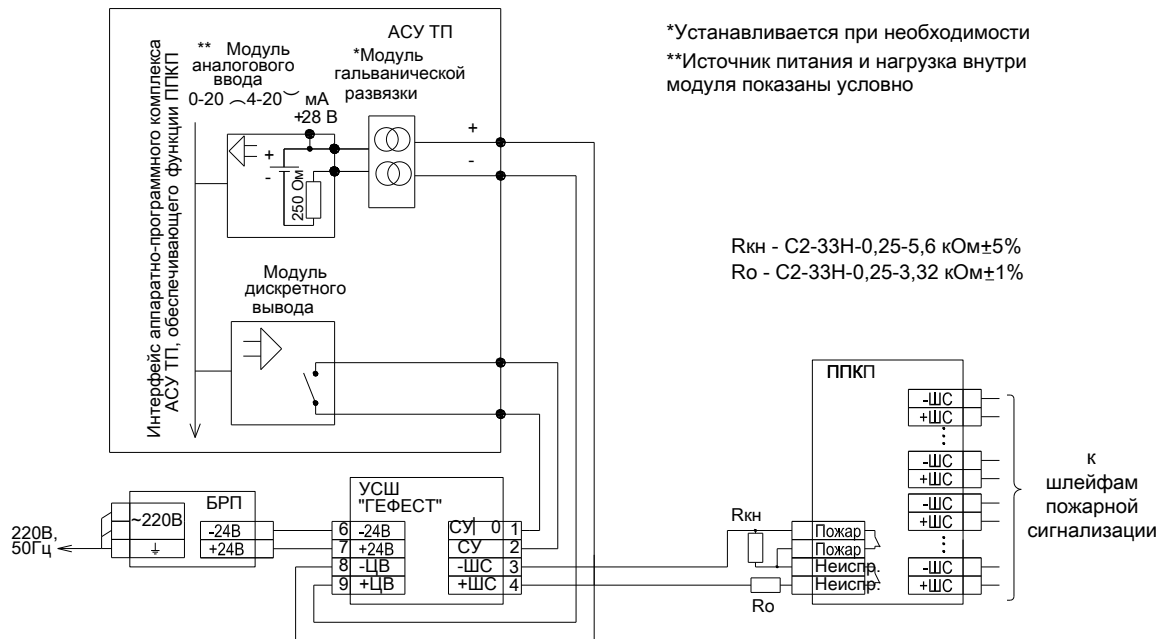 АСУ ТП
** Модуль
аналогового
ввода
0-20 (4-20) мА
+28 В
*Модуль
гальванической
развязки
+
-
+
-
250 Ом
Интерфейс аппаратно-программного комплекса
АСУ ТП, обеспечивающего функции ППКП
Модуль
дискретного
вывода
*Устанавливается при необходимости
**Источник питания и нагрузка внутри
модуля показаны условно
Rкн - С2-33Н-0,25-5,6 кОм±5%
Rо - С2-33Н-0,25-3,32 кОм±1%
220В,
50Гц
БРП
~220В
-24В
+24В
УСШ
"ГЕФЕСТ"
6 -24В
7 +24В
8 -ЦВ
9 +ЦВ
СУ 0 1
СУ 2
-ШС 3
+ШС 4
Rкн
Rо
ППКП
Пожар
Пожар
Неиспр.
Неиспр.
-ШС
+ШС
-ШС
+ШС
-ШС
+ШС
-ШС
+ШС
к
шлейфам
пожарной
сигнализации